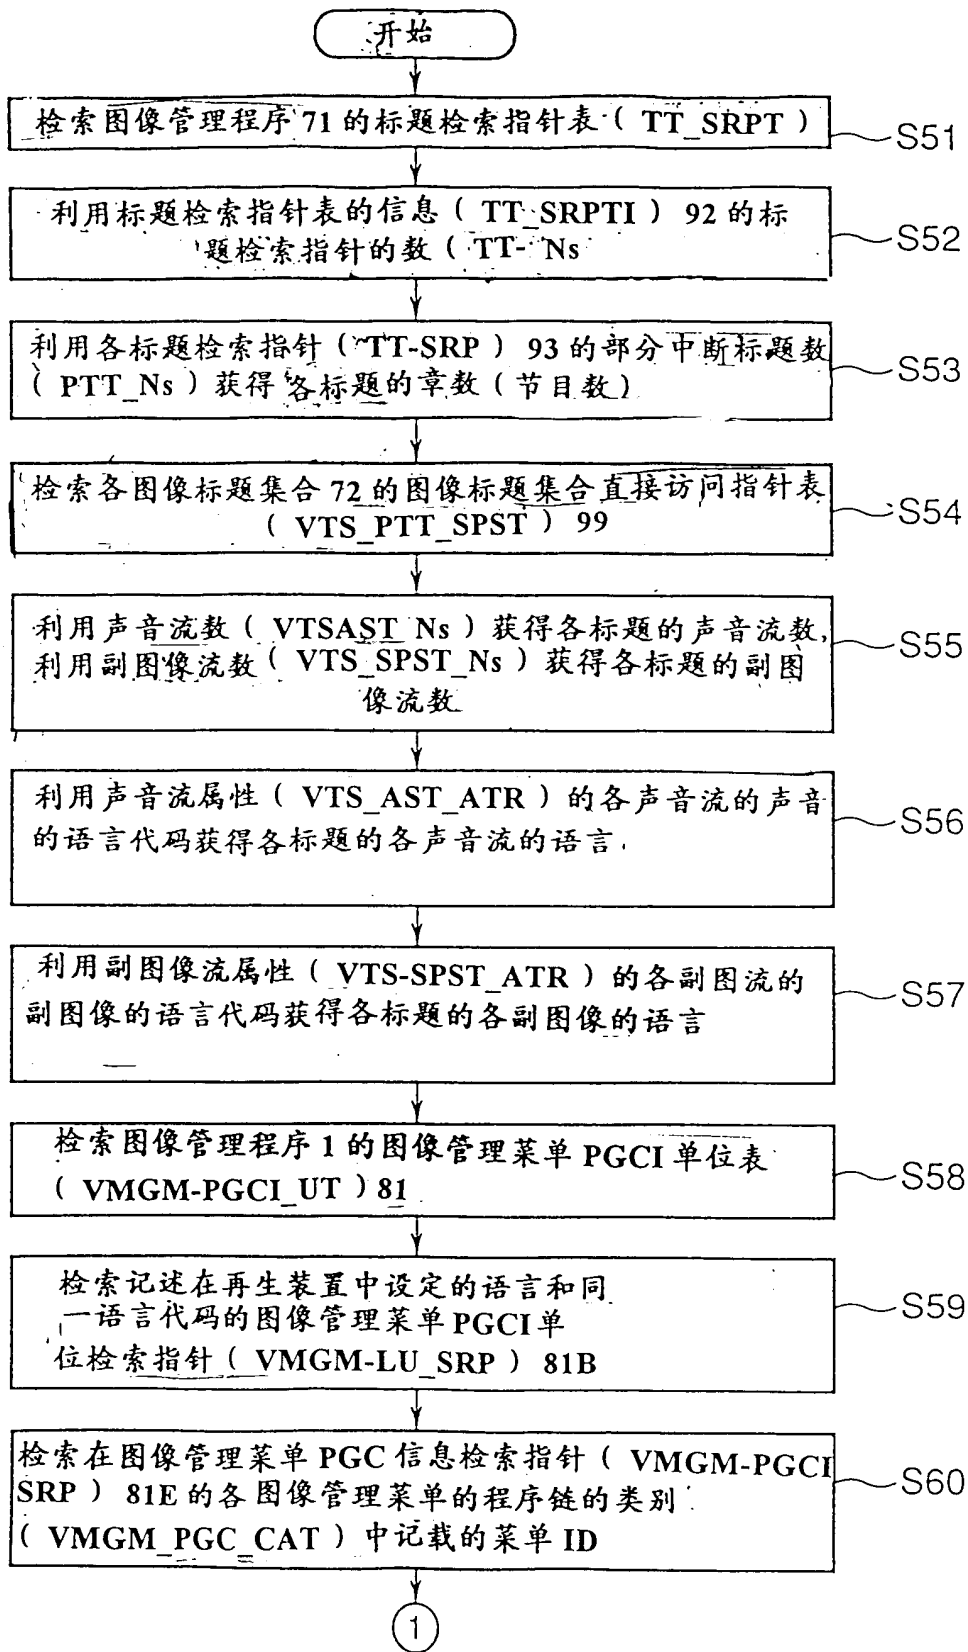 开始
检索图像管理程序 71 的标题检索指针表 ( TT_SRPT )
S51
利用标题检索指针表的信息 ( TT_SRPTI ) 92 的标
题检索指针的数 ( TT- Ns
S52
利用各标题检索指针 ( TT-SRP ) 93 的部分中断标题数
( PTT_Ns ) 获得各标题的章数 ( 节目数 )
S53
检索各图像标题集合 72 的图像标题集合直接访问指针表
( VTS_PTT_SPST ) 99
S54
利用声音流数 ( VTSAST_Ns ) 获得各标题的声音流数,
利用副图像流数 ( VTS_SPST_Ns ) 获得各标题的副图
像流数
S55
利用声音流属性 ( VTS_AST_ATR ) 的各声音流的声音
的语言代码获得各标题的各声音流的语言
S56
利用副图像流属性 ( VTS-SPST_ATR ) 的各副图流的
副图像的语言代码获得各标题的各副图像的语言
S57
检索图像管理程序 1 的图像管理菜单 PGCI 单位表
( VMGM-PGCI_UT ) 81
S58
检索记述在再生装置中设定的语言和同
一语言代码的图像管理菜单 PGCI 单
位检索指针 ( VMGM-LU_SRP ) 81B
S59
检索在图像管理菜单 PGC 信息检索指针 ( VMGM-PGCI
SRP ) 81E 的各图像管理菜单的程序链的类别
( VMGM_PGC_CAT ) 中记载的菜单 ID
S60
1